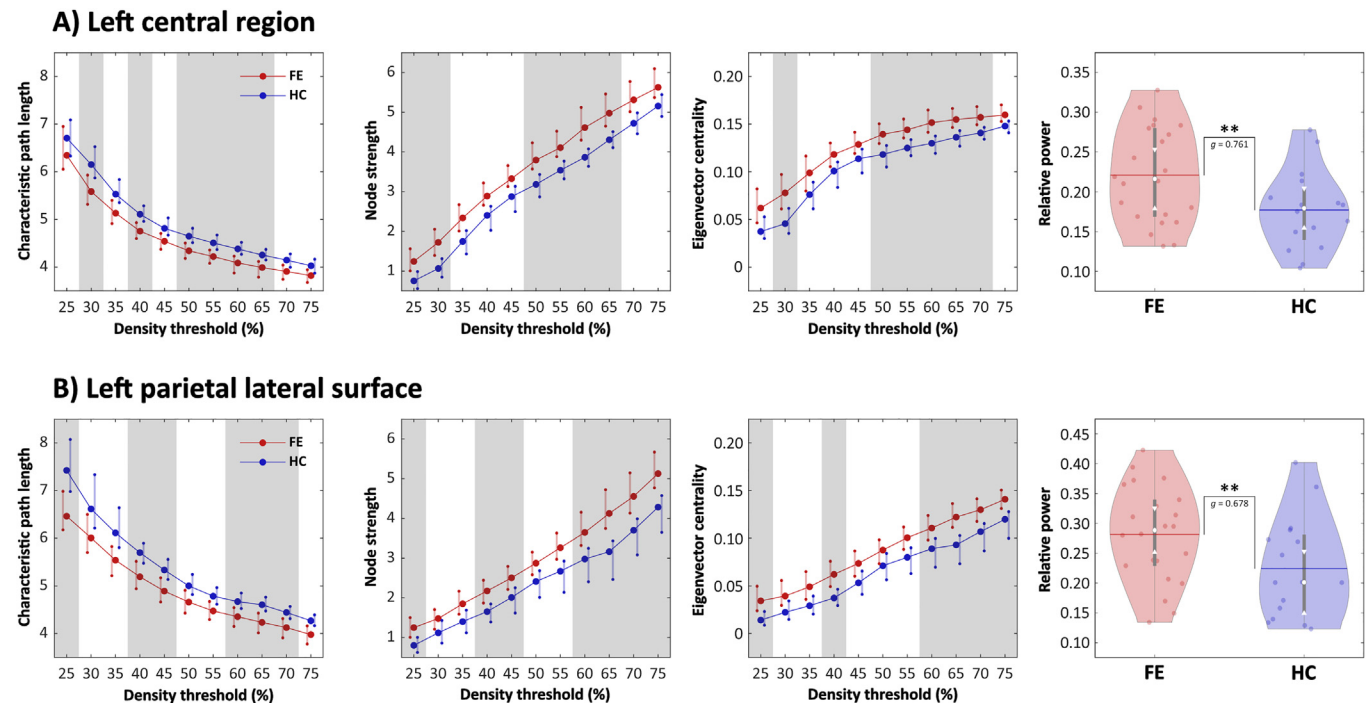 A) Left central region
Characteristic path length
8
7
6
5
4
FE
HC
25 30 35 40 45 50 55 60 65 70 75
Density threshold (%)
Node strength
6
5
4
3
2
1
25 30 35 40 45 50 55 60 65 70 75
Density threshold (%)
Eigenvector centrality
0.20
0.15
0.10
0.05
0
25 30 35 40 45 50 55 60 65 70 75
Density threshold (%)
Relative power
0.35
0.30
0.25
0.20
0.15
0.10
**
g = 0.761
FE HC
B) Left parietal lateral surface
Characteristic path length
8
7
6
5
4
FE
HC
25 30 35 40 45 50 55 60 65 70 75
Density threshold (%)
Node strength
6
5
4
3
2
1
25 30 35 40 45 50 55 60 65 70 75
Density threshold (%)
Eigenvector centrality
0.20
0.15
0.10
0.05
0
25 30 35 40 45 50 55 60 65 70 75
Density threshold (%)
Relative power
0.45
0.40
0.35
0.30
0.25
0.20
0.15
0.10
**
g = 0.678
FE HC